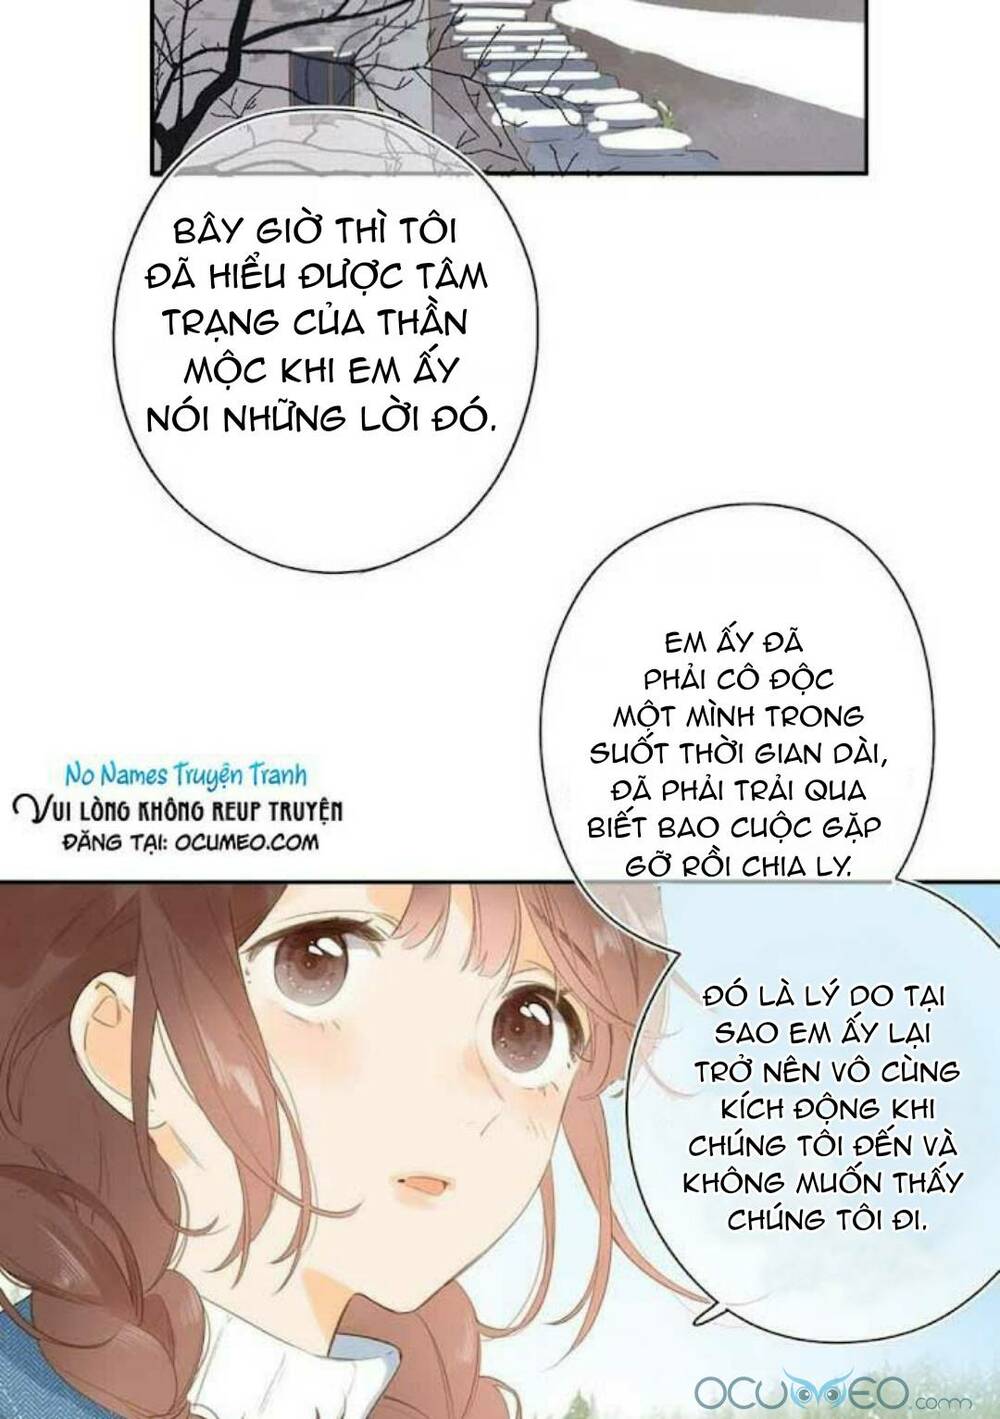 BÂY GIỜ THÌ TÔI
ĐÃ HIỂU ĐƯỢC TÂM
TRẠNG CỦA THẦN
MỘC KHI EM ẤY
NÓI NHỮNG LỜI ĐÓ.
EM ẤY ĐÃ
PHẢI CÔ ĐỘC
MỘT MÌNH TRONG
SUỐT THỜI GIAN DÀI,
ĐÃ PHẢI TRẢI QUA
BIẾT BAO CUỘC GẶP
GỠ RỒI CHIA LY.
No Names Truyện Tranh
VUI LÒNG KHÔNG REUP TRUYỆN
ĐĂNG TẠI: OCUMEO.COM
ĐÓ LÀ LÝ DO TẠI
SAO EM ẤY LẠI
TRỞ NÊN VÔ CÙNG
KÍCH ĐỘNG KHI
CHÚNG TÔI ĐẾN VÀ
KHÔNG MUỐN THẤY
CHÚNG TÔI ĐI.
OCUMEO.com